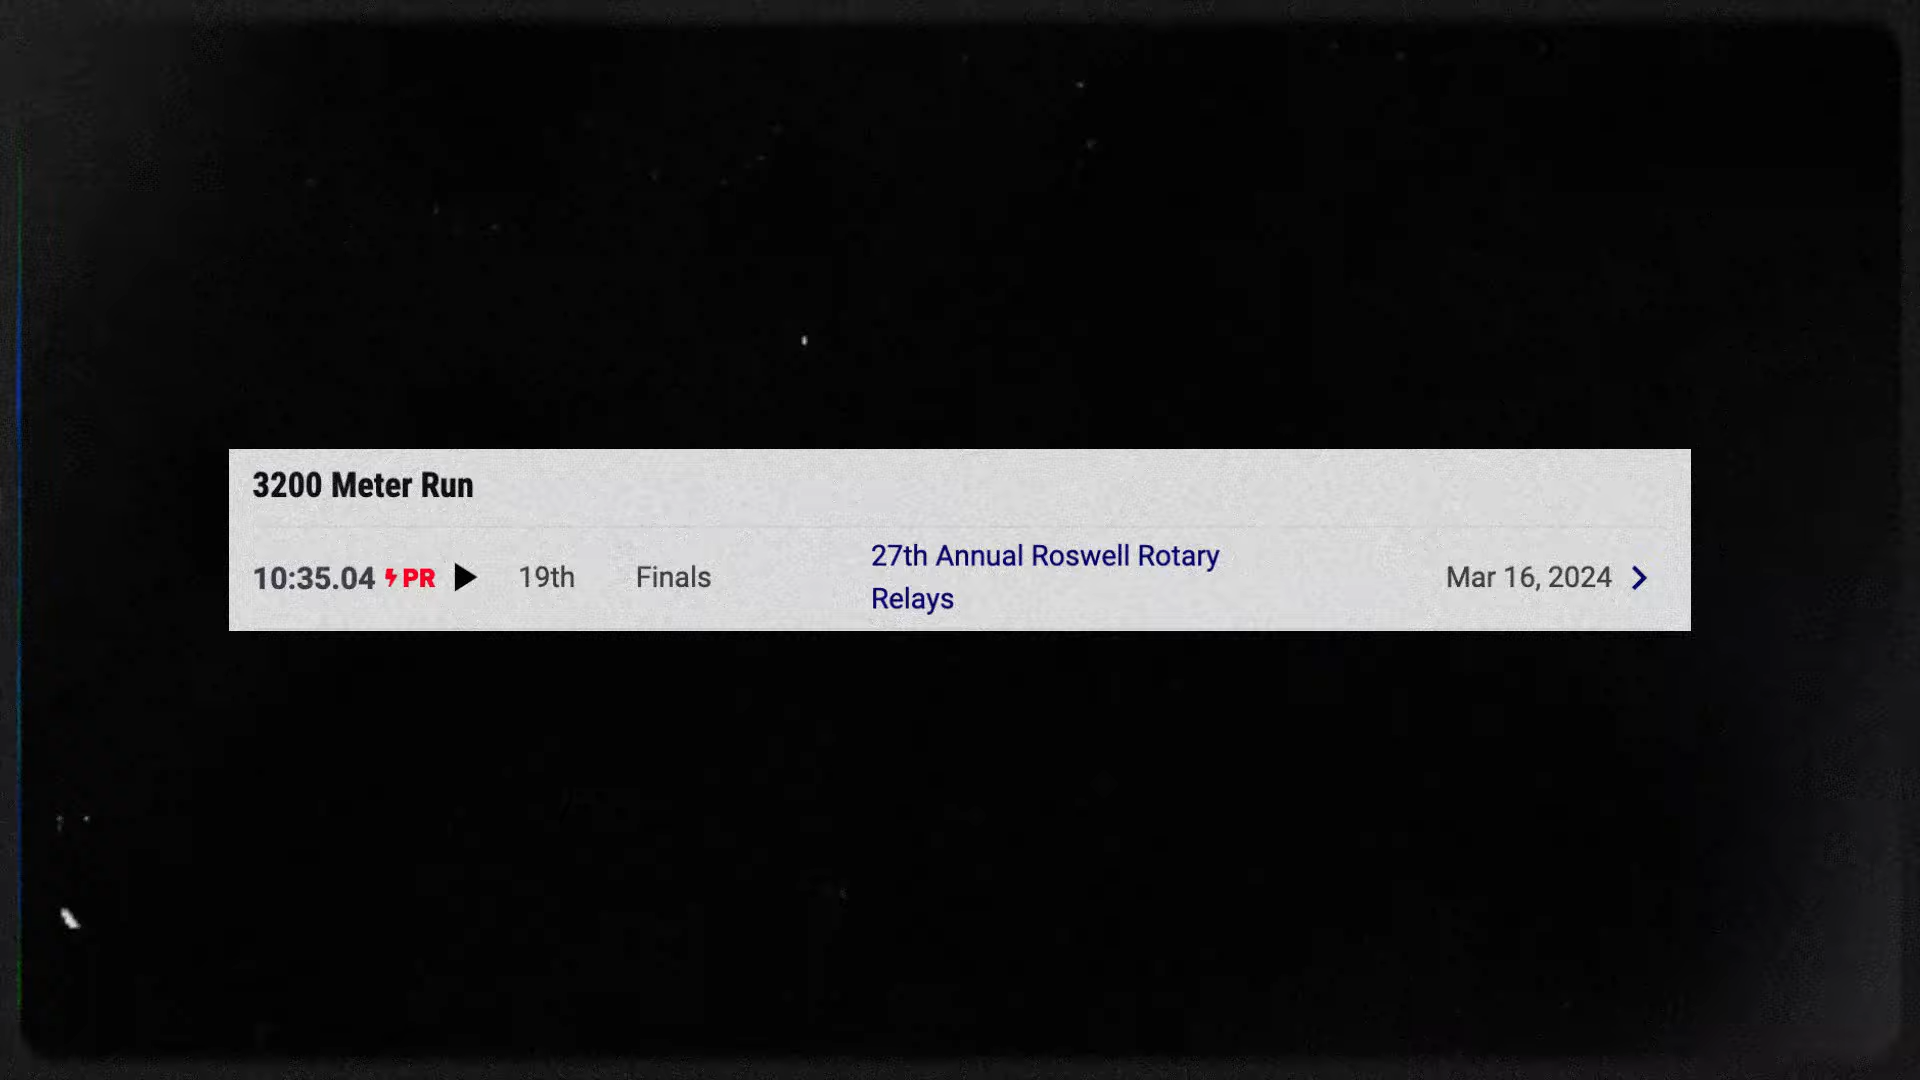 3200 Meter Run
10:35.04 PR 19th Finals 27th Annual Roswell Rotary
Relays
Mar 16, 2024